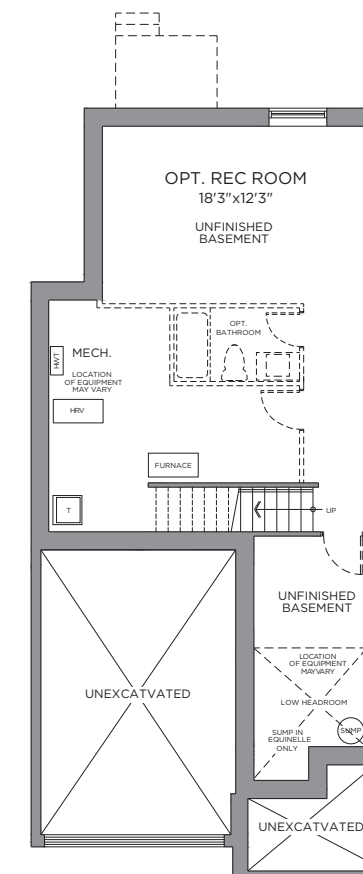 OPT. REC ROOM
18'3"x12'3"
UNFINISHED
BASEMENT
OPT.
BATHROOM
HWT
MECH.
LOCATION
OF EQUIPMENT
MAY VARY
HRV
FURNACE
T
UP
UNFINISHED
BASEMENT
LOCATION
OF EQUIPMENT
MAYVARY
LOW HEADROOM
SUMP IN
EQUINELLE
ONLY
SUMP
UNEXCATVATED
UNEXCATVATED